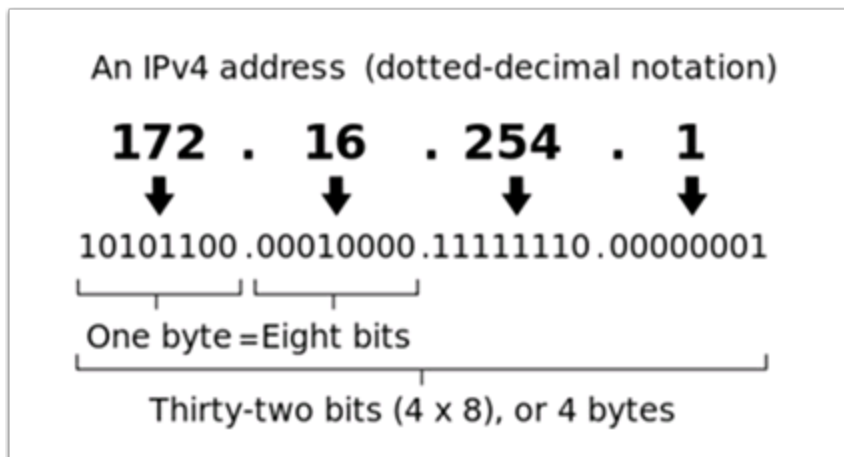 An IPv4 address (dotted-decimal notation)
172 . 16 . 254 . 1
10101100.00010000.11111110.00000001
One byte=Eight bits
Thirty-two bits (4 x 8), or 4 bytes